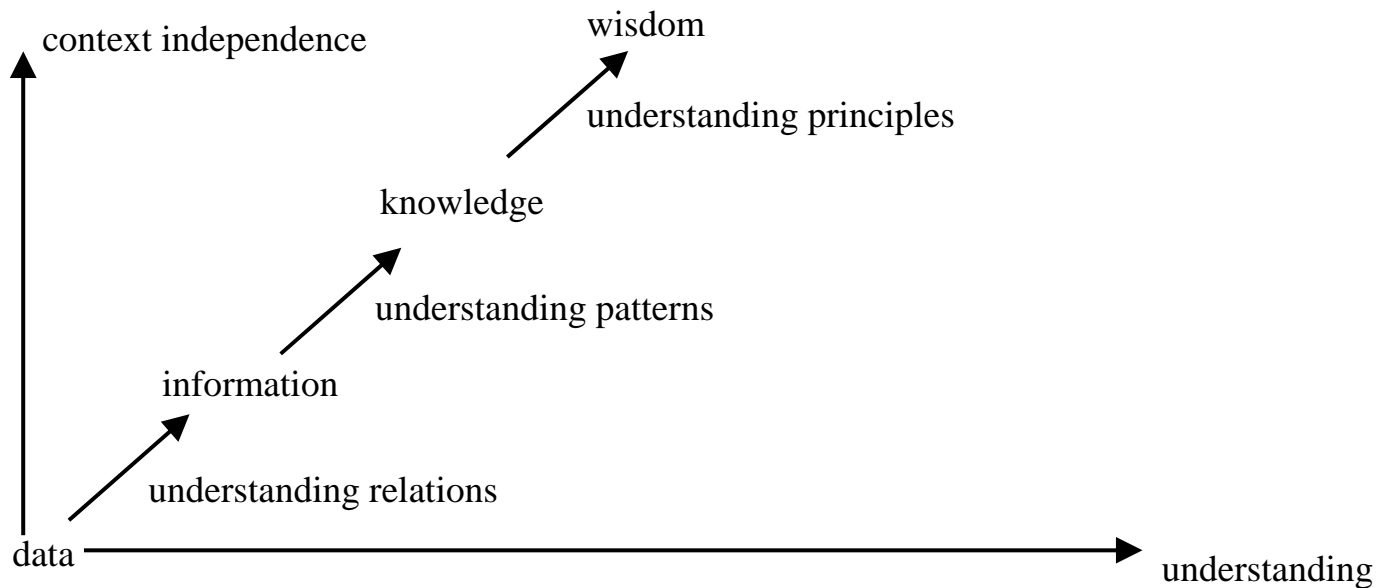 wisdom
context independence
understanding principles
knowledge
understanding patterns
information
understanding relations
data
understanding